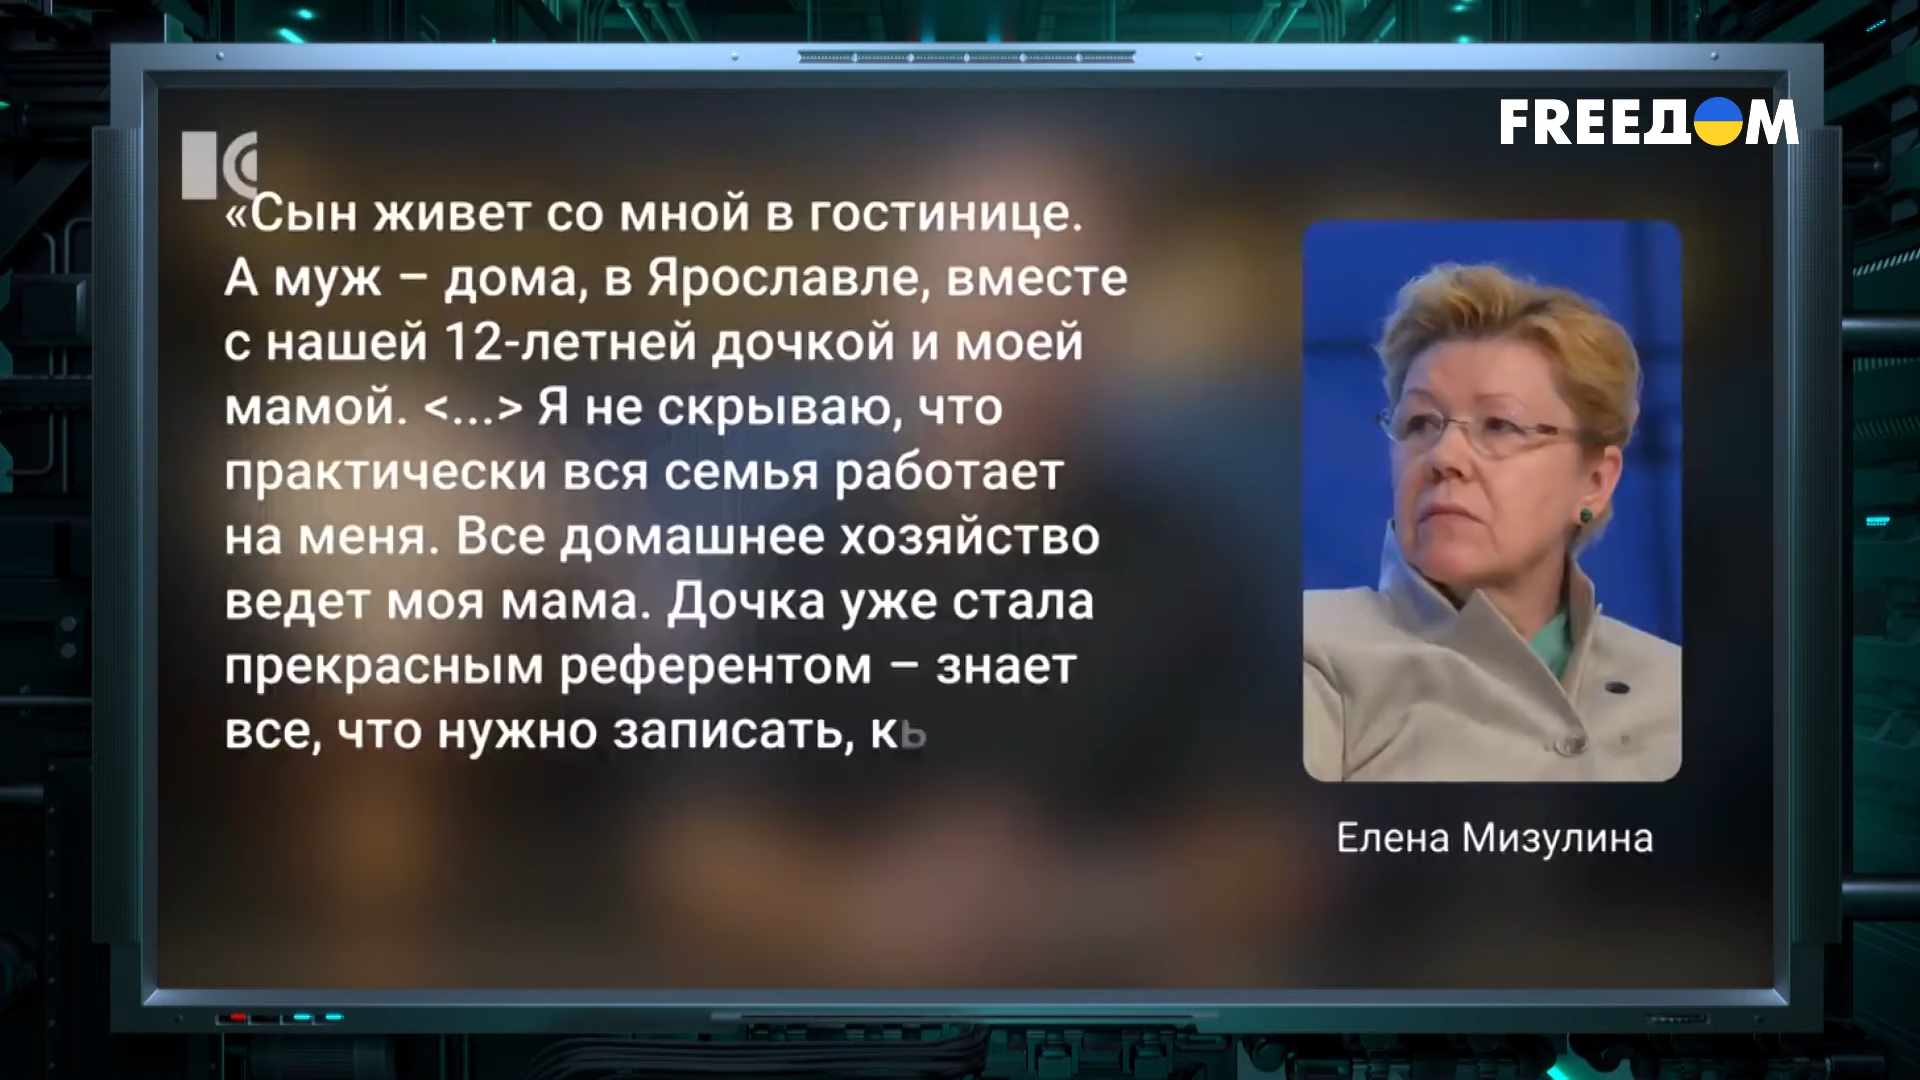 FREEДOM
«Сын живет со мной в гостинице.
А муж – дома, в Ярославле, вместе
с нашей 12-летней дочкой и моей
мамой. <...> Я не скрываю, что
практически вся семья работает
на меня. Все домашнее хозяйство
ведет моя мама. Дочка уже стала
прекрасным референтом – знает
все, что нужно записать, к
Елена Мизулина